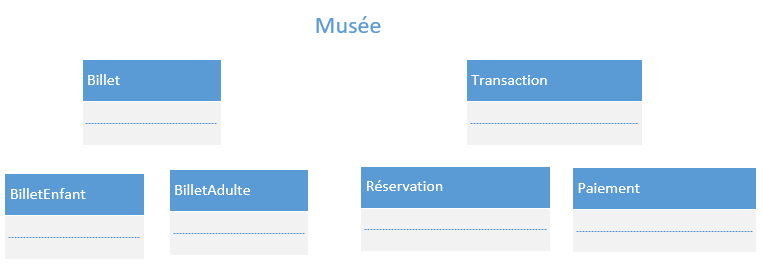 Musée
Billet
Transaction
BilletEnfant
BilletAdulte
Réservation
Paiement